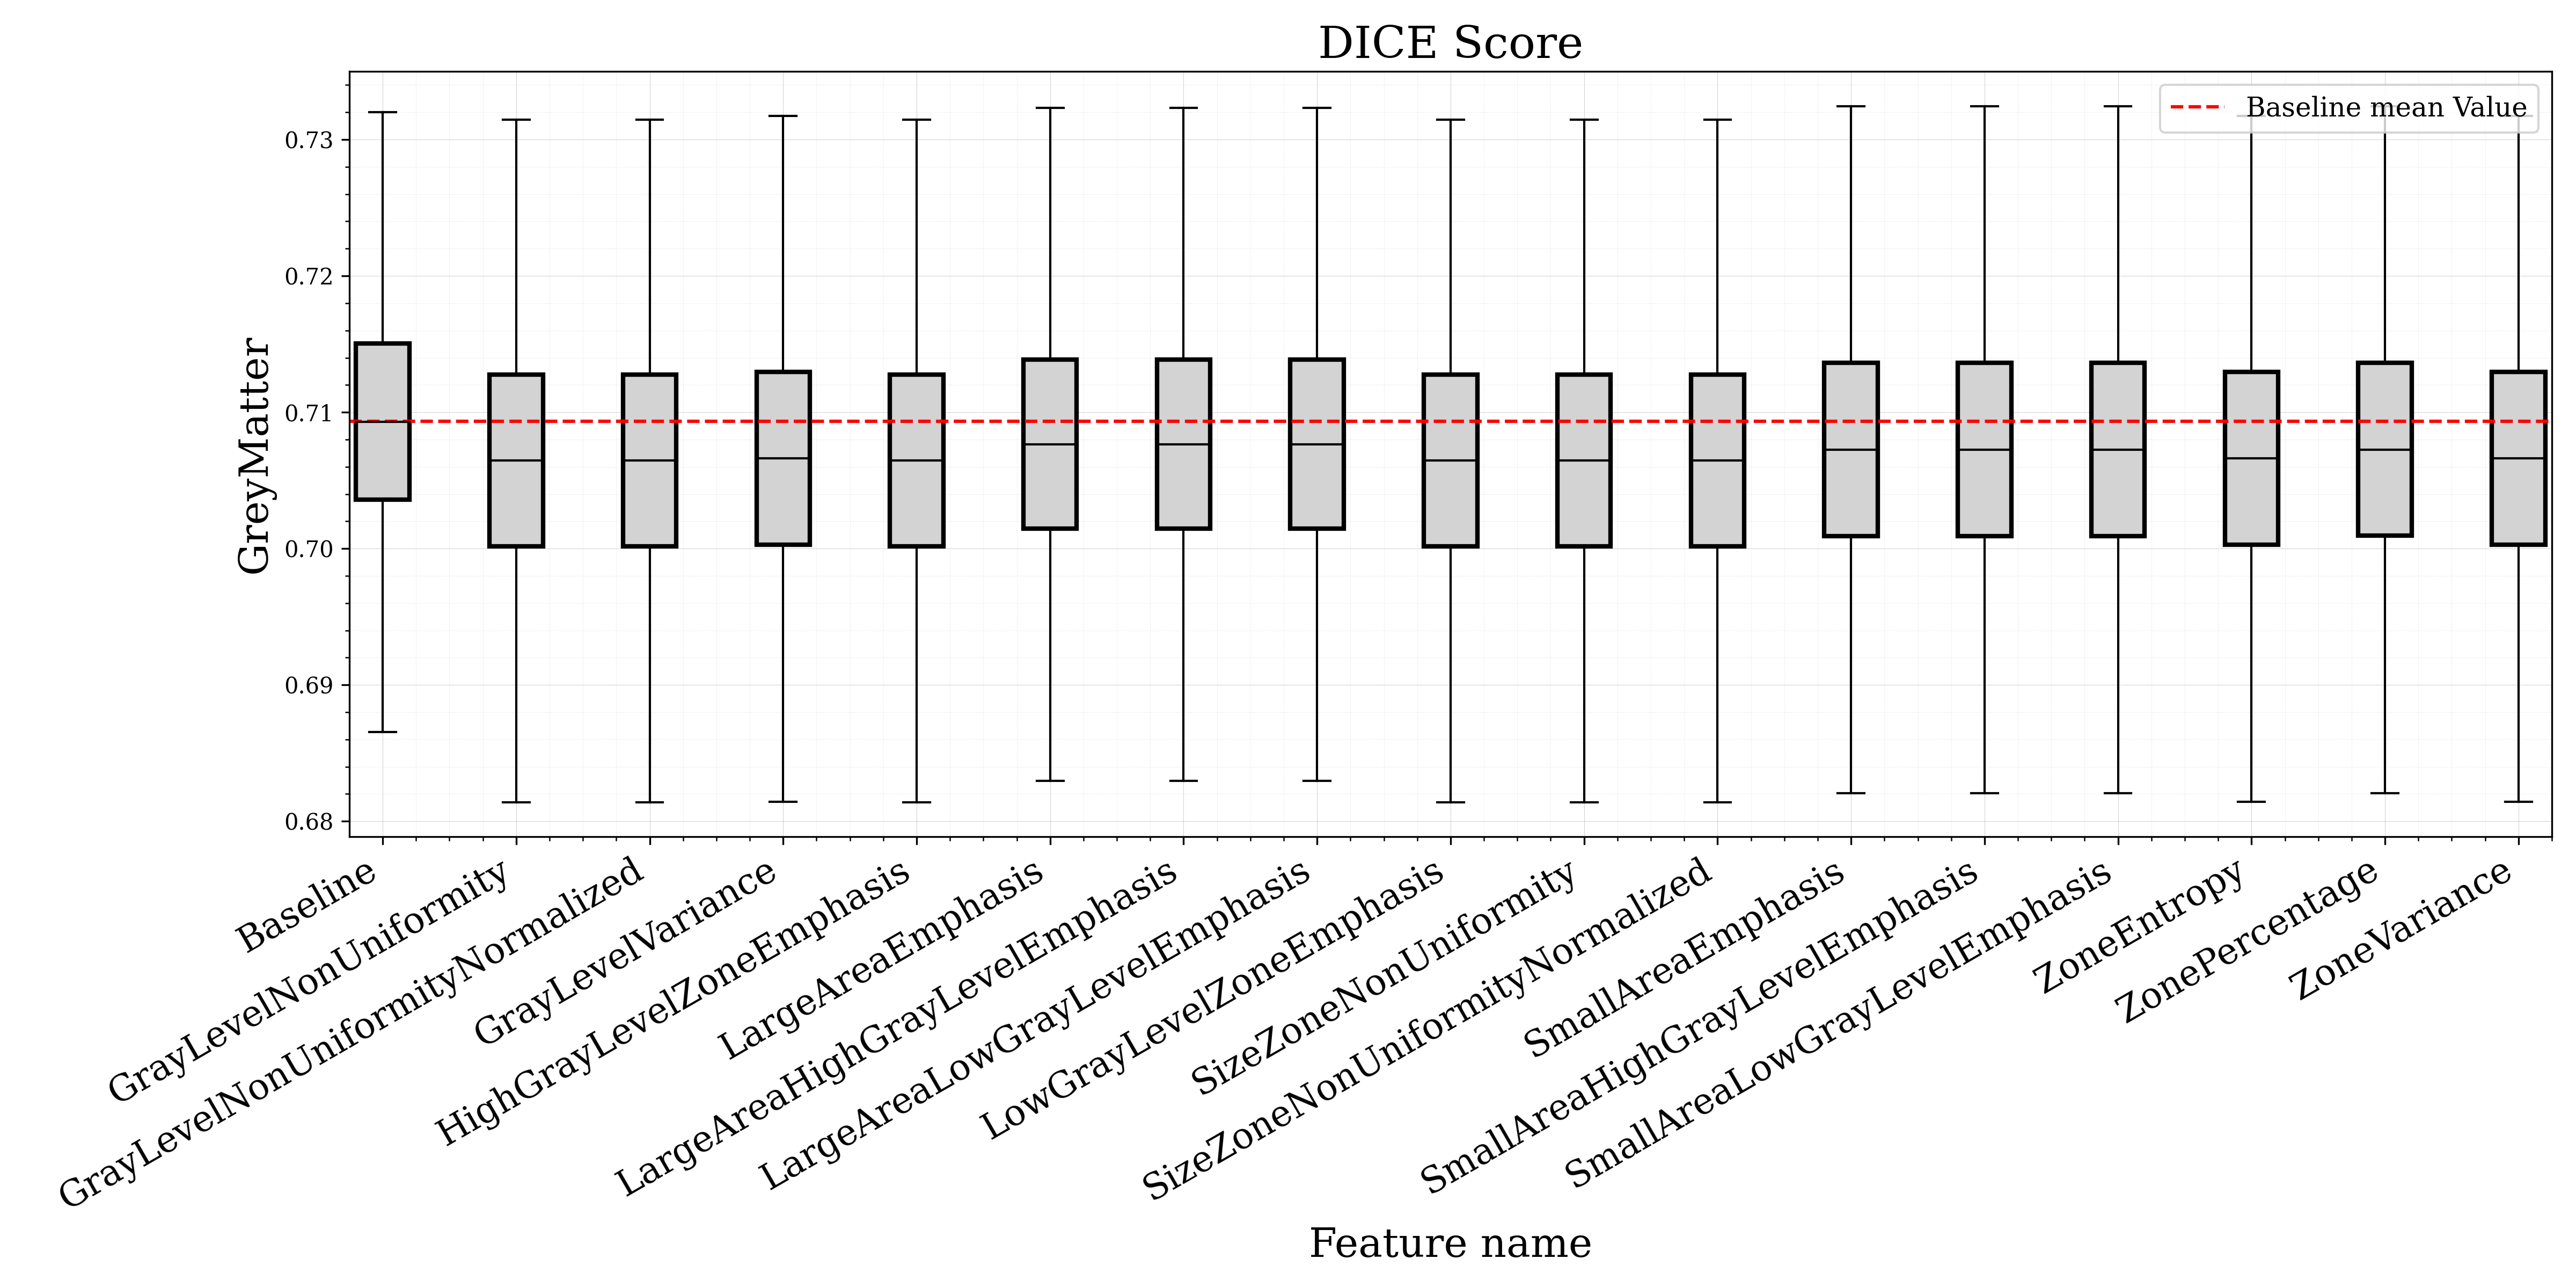 DICE Score
Baseline mean Value
GreyMatter
0.73
0.72
0.71
0.70
0.69
0.68
Baseline
GrayLevelNonUniformity
GrayLevelNonUniformityNormalized
GrayLevelVariance
HighGrayLevelZoneEmphasis
LargeAreaEmphasis
LargeAreaHighGrayLevelEmphasis
LargeAreaLowGrayLevelEmphasis
LowGrayLevelZoneEmphasis
SizeZoneNonUniformity
SizeZoneNonUniformityNormalized
SmallAreaEmphasis
SmallAreaHighGrayLevelEmphasis
SmallAreaLowGrayLevelEmphasis
ZoneEntropy
ZonePercentage
ZoneVariance
Feature name